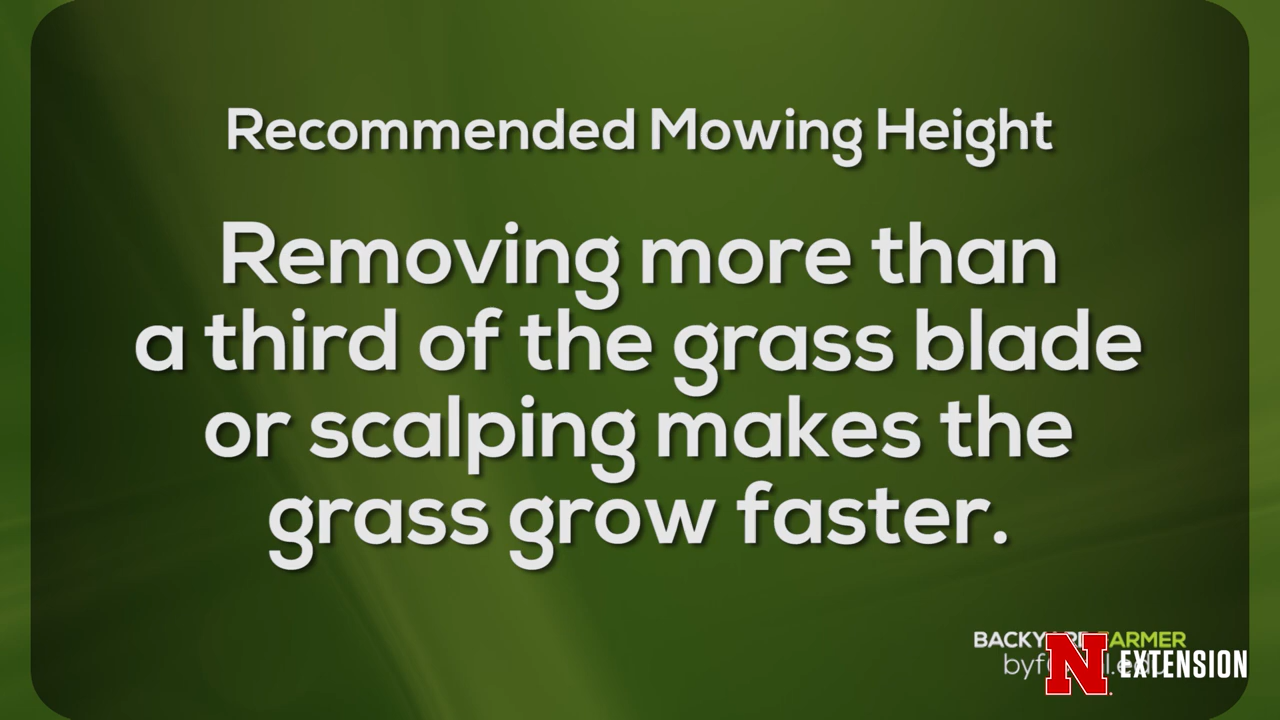 Recommended Mowing Height
Removing more than
a third of the grass blade
or scalping makes the
grass grow faster.
N EXTENSION